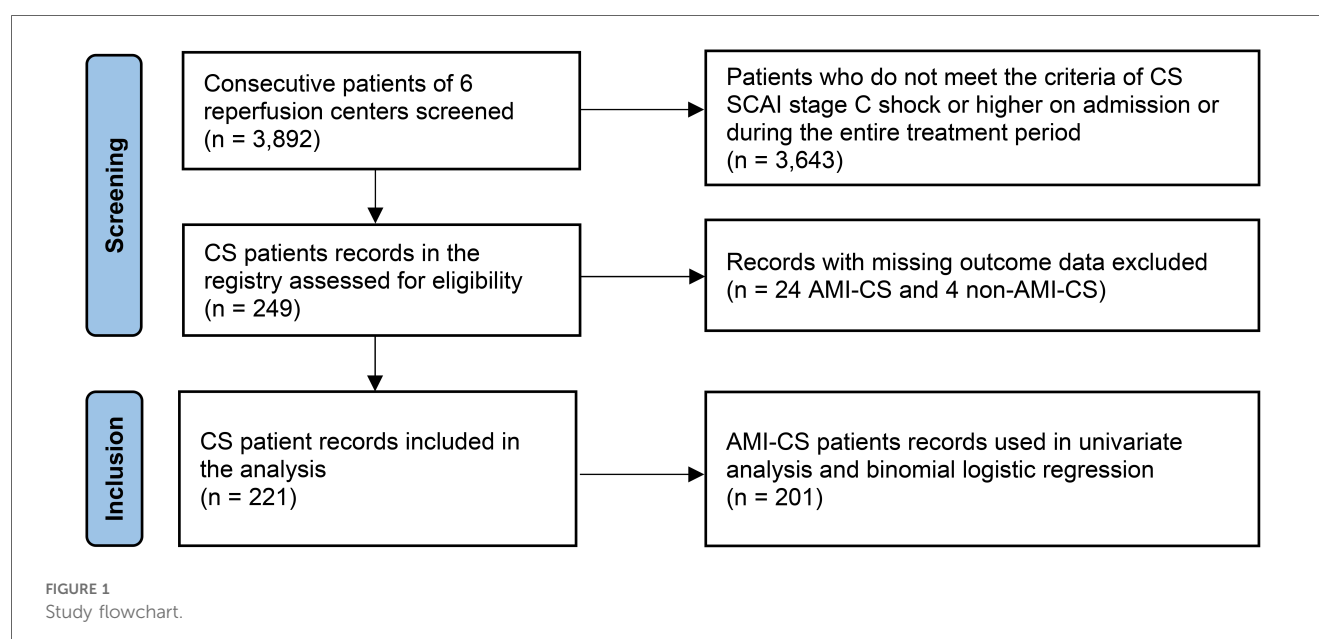 Screening
Consecutive patients of 6
reperfusion centers screened
(n = 3,892)
Patients who do not meet the criteria of CS
SCAI stage C shock or higher on admission or
during the entire treatment period
(n = 3,643)
CS patients records in the
registry assessed for eligibility
(n = 249)
Records with missing outcome data excluded
(n = 24 AMI-CS and 4 non-AMI-CS)
Inclusion
CS patient records included in
the analysis
(n = 221)
AMI-CS patients records used in univariate
analysis and binomial logistic regression
(n = 201)
FIGURE 1
Study flowchart.